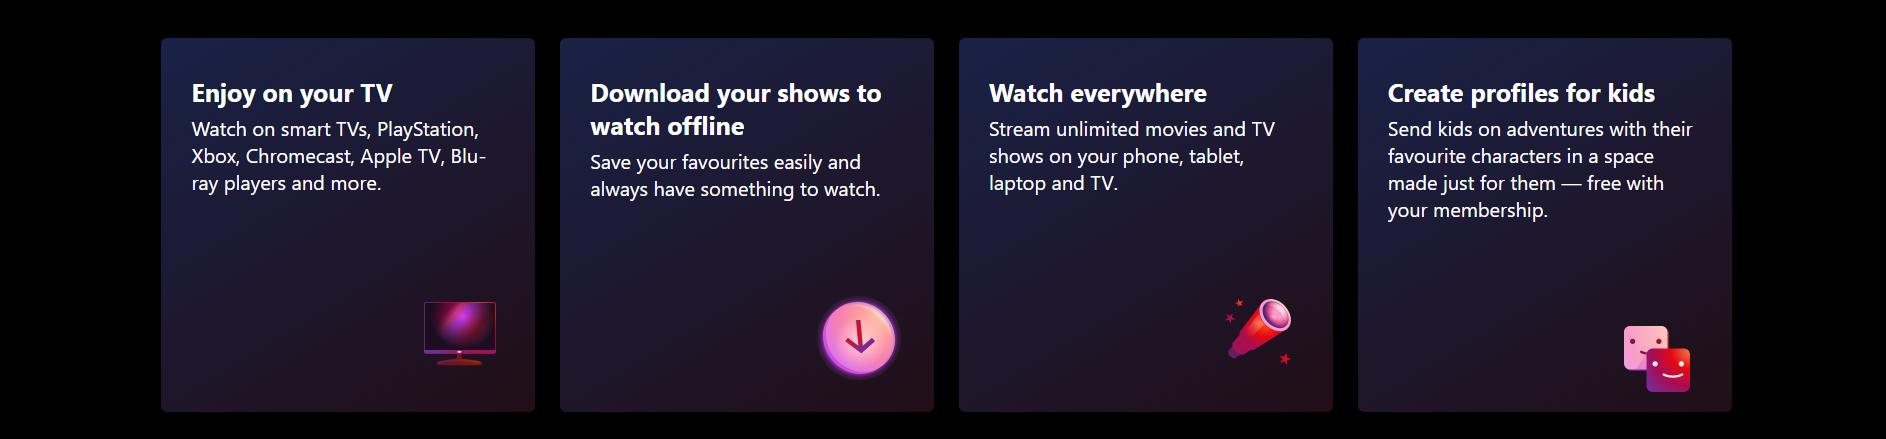 Enjoy on your TV
Watch on smart TVs, PlayStation,
Xbox, Chromecast, Apple TV, Blu-
ray players and more.
Download your shows to
watch offline
Save your favourites easily and
always have something to watch.
Watch everywhere
Stream unlimited movies and TV
shows on your phone, tablet,
laptop and TV.
Create profiles for kids
Send kids on adventures with their
favourite characters in a space
made just for them — free with
your membership.